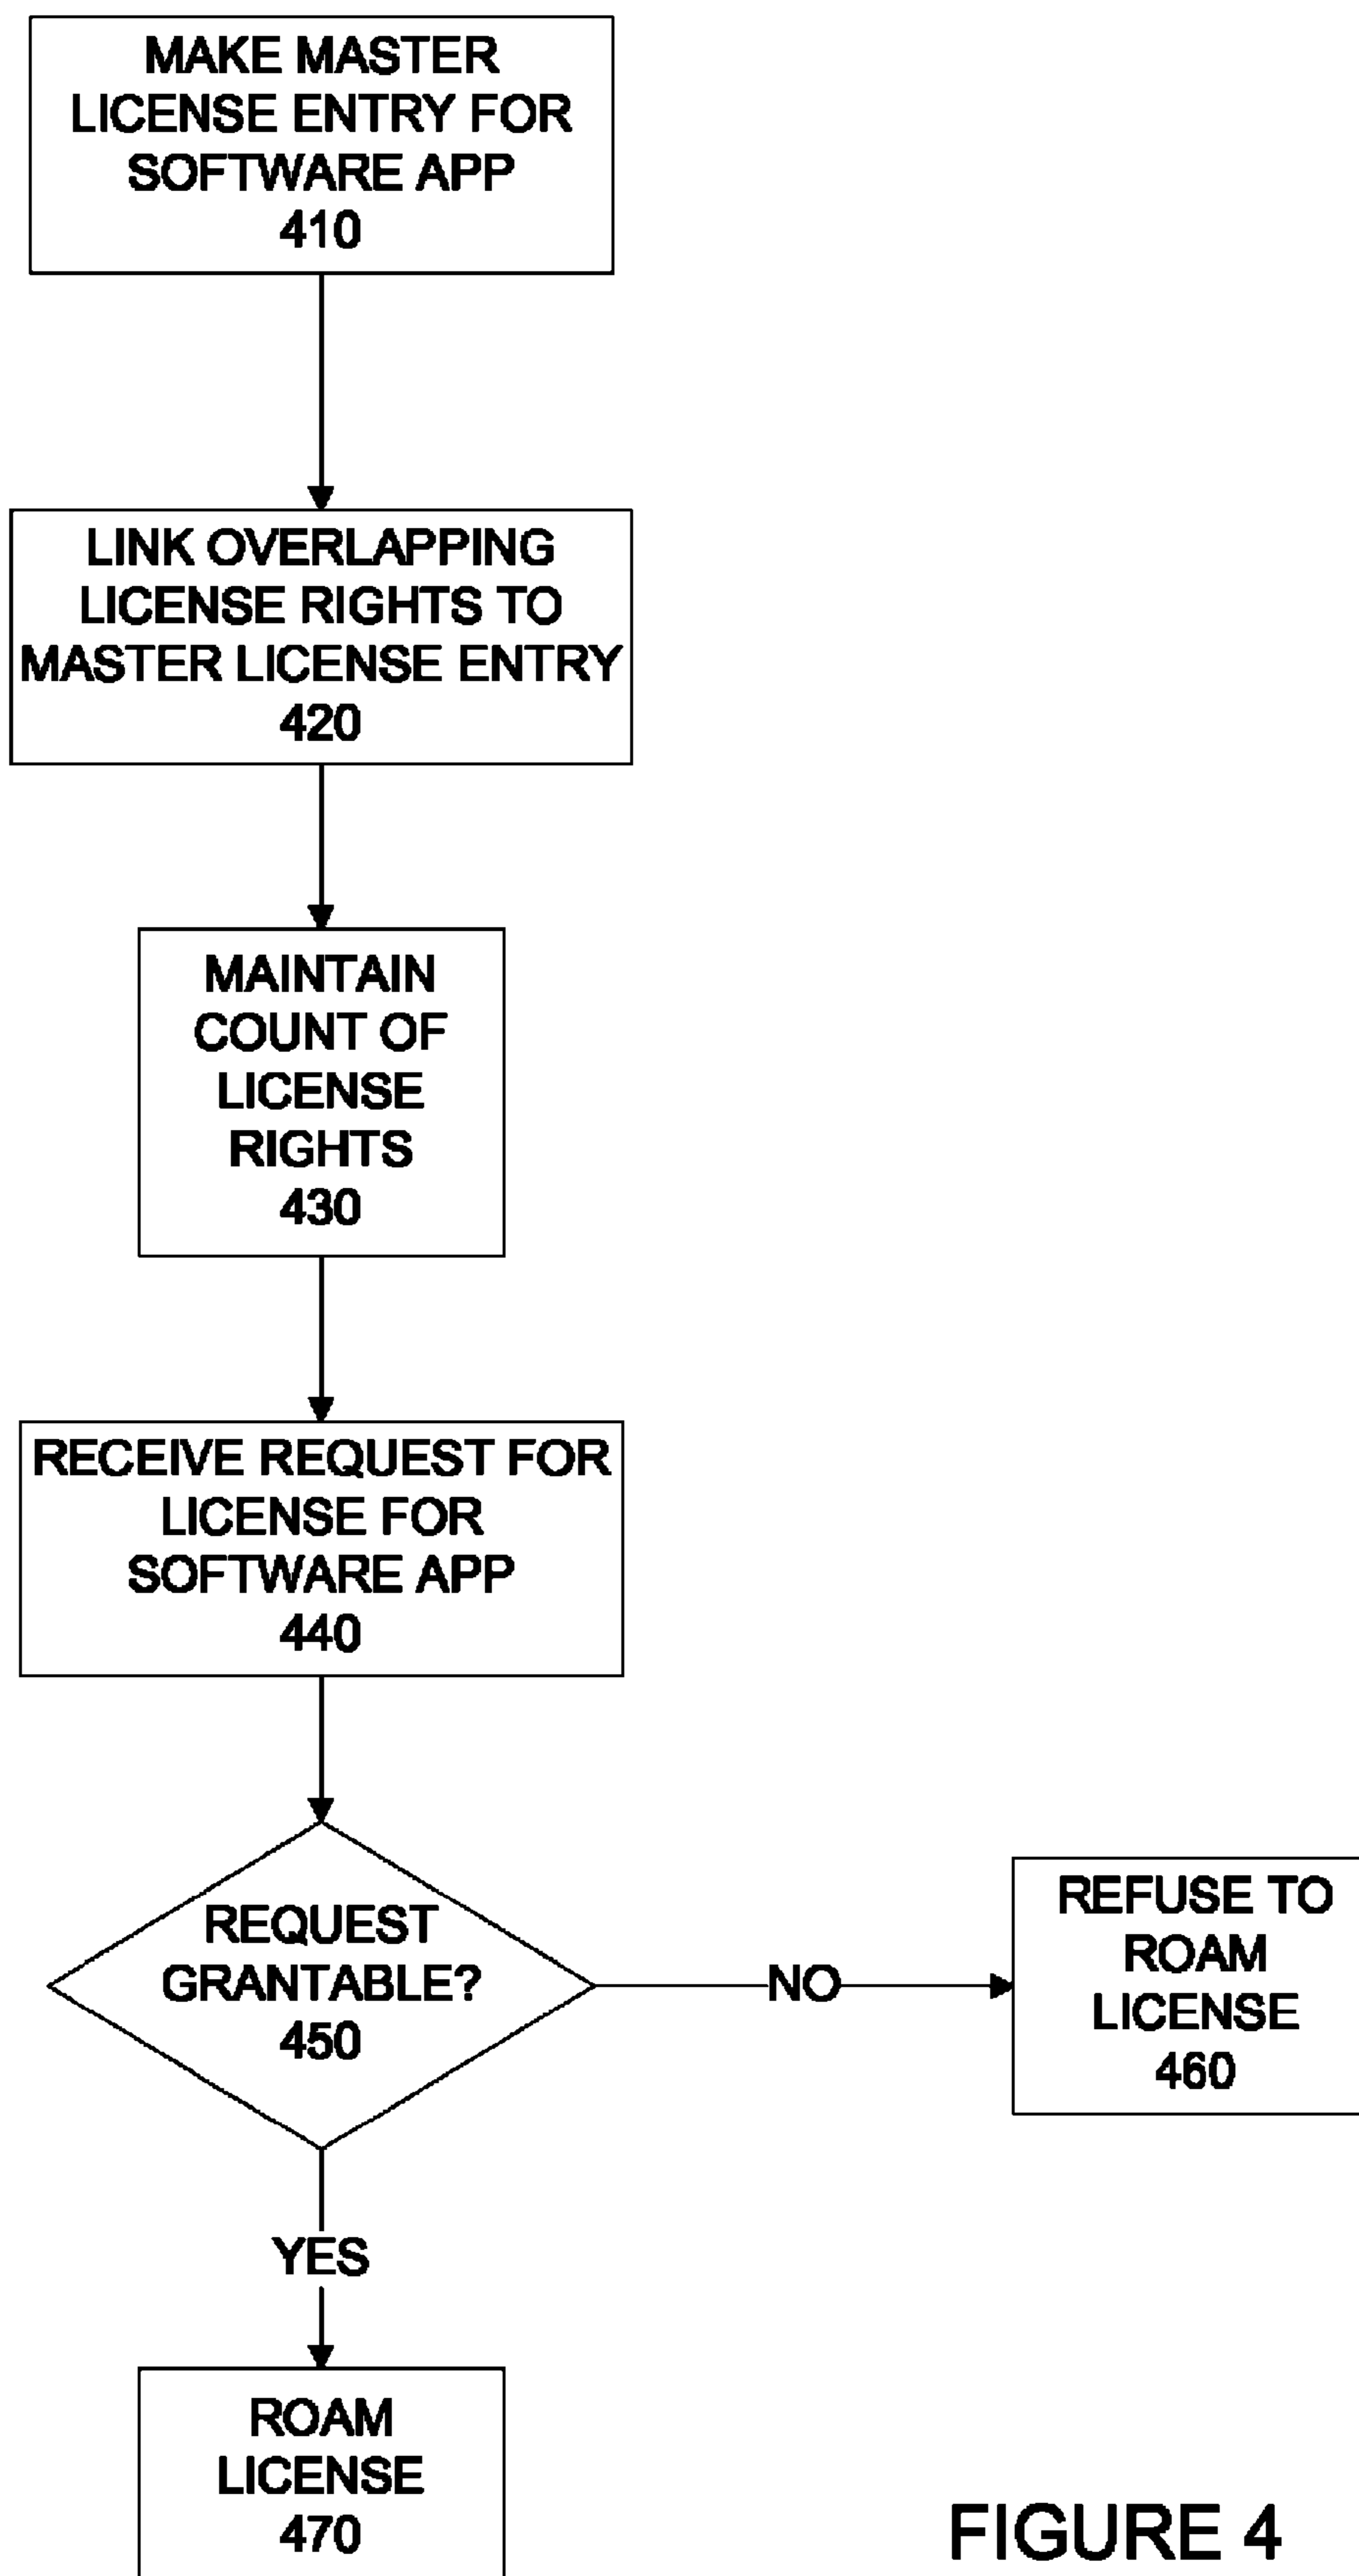 MAKE MASTER
LICENSE ENTRY FOR
SOFTWARE APP
410
LINK OVERLAPPING
LICENSE RIGHTS TO
MASTER LICENSE ENTRY
420
MAINTAIN
COUNT OF
LICENSE
RIGHTS
430
RECEIVE REQUEST FOR
LICENSE FOR
SOFTWARE APP
440
REQUEST
GRANTABLE?
450
NO
REFUSE TO
ROAM
LICENSE
460
YES
ROAM
LICENSE
470
FIGURE 4